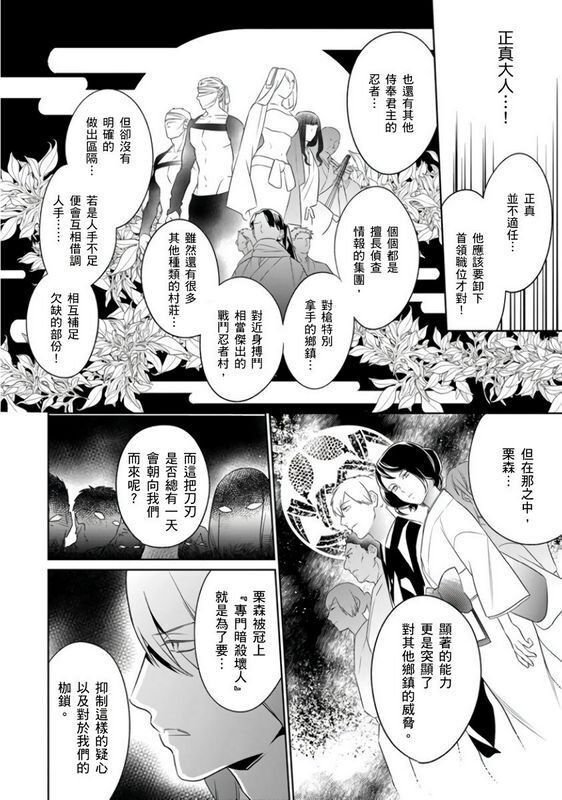 正真大人…！
正真
並不適任…
他應該要卸下
首領職位才對！
也還有其他
侍奉君主的
忍者…
個個都是
擅長偵查
情報的集團，
對槍特別
拿手的鄉鎮，
對近身搏鬥
相當傑出的
戰鬥忍者村，
雖然還有很多
其他種類的村莊…
但卻沒有
明確的
做出區隔…
若是人手不足
便會互相借調
人手……
相互補足
欠缺的部份！
但在那之中，
栗森…
顯著的能力
更是突顯了
對其他鄉鎮的威脅。
而這把刀刃
是否總有一天
會朝向我們
而來呢？
栗森被冠上
『專門暗殺壞人』
就是為了要…
抑制這樣的疑心
以及對於我們的
枷鎖。